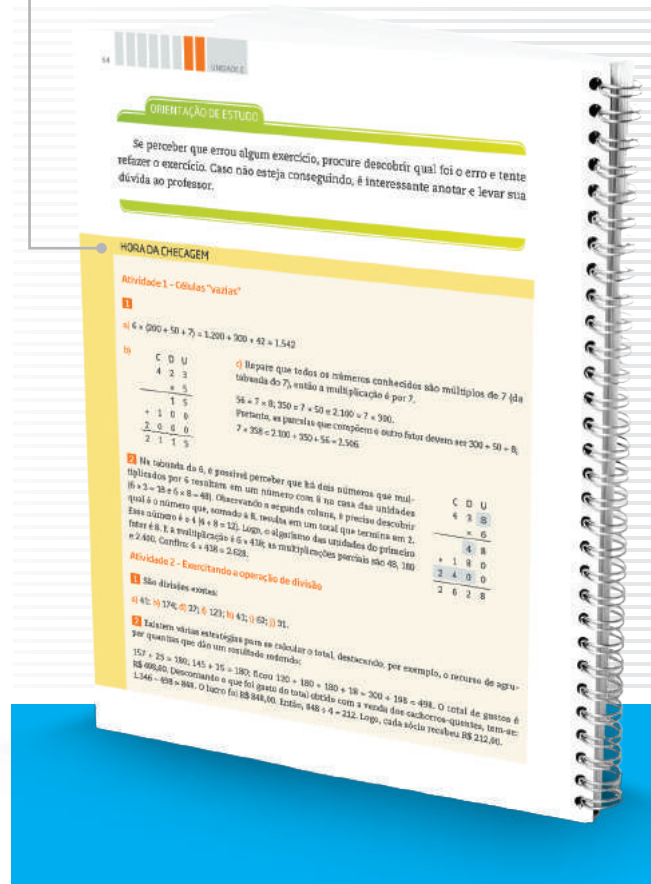 54
UNIDADE 2
ORIENTAÇÃO DE ESTUDO
Se perceber que errou algum exercício, procure descobrir qual foi o erro e tente
refazer o exercício. Caso não esteja conseguindo, é interessante anotar e levar sua
dúvida ao professor.
HORA DA CHECAGEM
Atividade 1 – Células "vazias"
1
a) 6 × (200 + 50 + 7) = 1.200 + 300 + 42 = 1.542
b)
C D U
4 2 3
× 5
1 5
+ 1 0 0
2 0 0 0
2 1 1 5
c) Repare que todos os números conhecidos são múltiplos de 7 (da
tabuada do 7), então a multiplicação é por 7.
56 = 7 × 8; 350 = 7 × 50 e 2.100 = 7 × 300.
Portanto, as parcelas que compõem o outro fator devem ser 300 + 50 + 8;
7 × 358 = 2.100 + 350 + 56 = 2.506.
2 Na tabuada do 6, é possível perceber que há dois números que mul-
tiplicados por 6 resultam em um número com 8 na casa das unidades
(6 × 3 = 18 e 6 × 8 = 48). Observando a segunda coluna, é preciso descobrir
qual é o número que, somado a 8, resulta em um total que termina em 2.
Esse número é o 4 (4 + 8 = 12). Logo, o algarismo das unidades do primeiro
fator é 8. E a multiplicação é 6 × 438; as multiplicações parciais são 48, 180
e 2.400. Confira: 6 × 438 = 2.628.
C D U
4 3 8
× 6
4 8
+ 1 8 0
2 4 0 0
2 6 2 8
Atividade 2 – Exercitando a operação de divisão
1 São divisões exatas:
a) 41; b) 174; d) 27; f) 123; h) 41; i) 62; j) 31.
2 Existem várias estratégias para se calcular o total, destacando, por exemplo, o recurso de agru-
par quantias que dão um resultado redondo:
157 + 23 = 180; 145 + 35 = 180; ficou 120 + 180 + 180 + 18 = 300 + 198 = 498. O total de gastos é
R$ 498,00. Descontando o que foi gasto do total obtido com a venda dos cachorros-quentes, tem-se:
1.346 – 498 = 848. O lucro foi R$ 848,00. Então, 848 ÷ 4 = 212. Logo, cada sócio recebeu R$ 212,00.